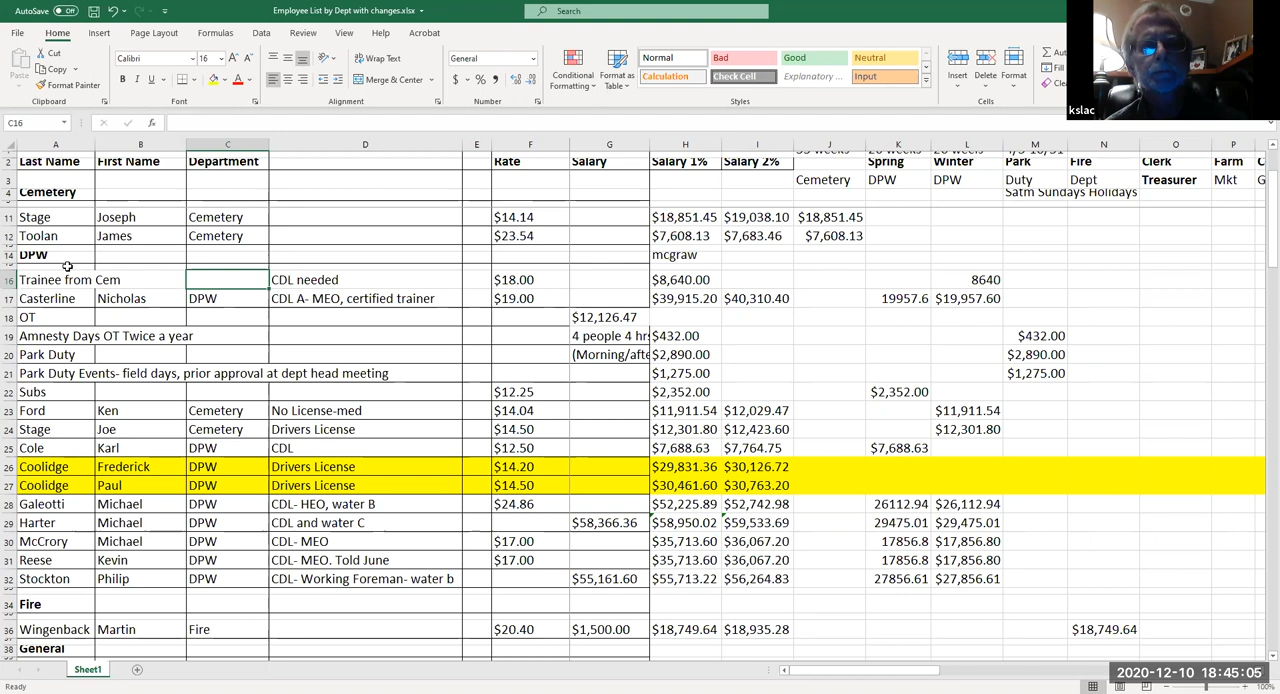 AutoSave Off Employee List by Dept with changes.xlsx Search
File Home Insert Page Layout Formulas Data Review View Help Acrobat
Paste Cut Copy Format Painter Clipboard
Calibri 16 A A B I U A Font
Wrap Text Merge & Center Alignment
General $ % Number
Conditional Formatting Format as Table
Normal Bad Good Neutral
Calculation Check Cell Explanatory ... Input
Styles
Insert Delete Format Cells
kslac
C16 fx
A B C D E F G H I J K L M N O P
2 Last Name First Name Department Rate Salary Salary 1% Salary 2% Spring Winter Park Fire Clerk Farm
3 Cemetery DPW DPW Duty Dept Treasurer Mkt
4 Cemetery Satm Sundays Holidays
11 Stage Joseph Cemetery $14.14 $18,851.45 $19,038.10 $18,851.45
12 Toolan James Cemetery $23.54 $7,608.13 $7,683.46 $7,608.13
14 DPW mcgraw
16 Trainee from Cem CDL needed $18.00 $8,640.00 8640
17 Casterline Nicholas DPW CDL A- MEO, certified trainer $19.00 $39,915.20 $40,310.40 19957.6 $19,957.60
18 OT $12,126.47
19 Amnesty Days OT Twice a year 4 people 4 hrs $432.00 $432.00
20 Park Duty (Morning/afte $2,890.00 $2,890.00
21 Park Duty Events- field days, prior approval at dept head meeting $1,275.00 $1,275.00
22 Subs $12.25 $2,352.00 $2,352.00
23 Ford Ken Cemetery No License-med $14.04 $11,911.54 $12,029.47 $11,911.54
24 Stage Joe Cemetery Drivers License $14.50 $12,301.80 $12,423.60 $12,301.80
25 Cole Karl DPW CDL $12.50 $7,688.63 $7,764.75 $7,688.63
26 Coolidge Frederick DPW Drivers License $14.20 $29,831.36 $30,126.72
27 Coolidge Paul DPW Drivers License $14.50 $30,461.60 $30,763.20
28 Galeotti Michael DPW CDL- HEO, water B $24.86 $52,225.89 $52,742.98 26112.94 $26,112.94
29 Harter Michael DPW CDL and water C $58,366.36 $58,950.02 $59,533.69 29475.01 $29,475.01
30 McCrory Michael DPW CDL- MEO $17.00 $35,713.60 $36,067.20 17856.8 $17,856.80
31 Reese Kevin DPW CDL- MEO. Told June $17.00 $35,713.60 $36,067.20 17856.8 $17,856.80
32 Stockton Philip DPW CDL- Working Foreman- water b $55,161.60 $55,713.22 $56,264.83 27856.61 $27,856.61
34 Fire
36 Wingenback Martin Fire $20.40 $1,500.00 $18,749.64 $18,935.28 $18,749.64
38 General
Sheet1
2020-12-10 18:45:05
Ready 100%